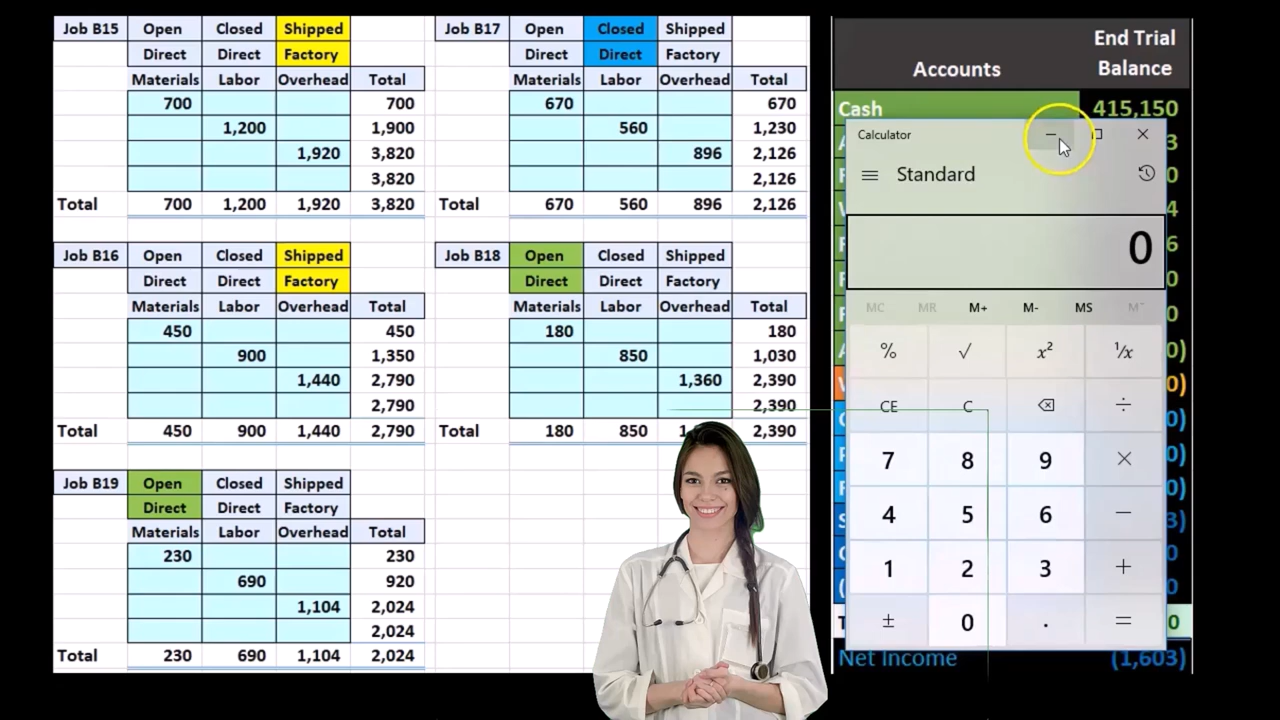 Job B15 Open Closed Shipped
Direct Direct Factory
Materials Labor Overhead Total
700 700
1,200 1,900
1,920 3,820
3,820
Total 700 1,200 1,920 3,820
Job B16 Open Closed Shipped
Direct Direct Factory
Materials Labor Overhead Total
450 450
900 1,350
1,440 2,790
2,790
Total 450 900 1,440 2,790
Job B19 Open Closed Shipped
Direct Direct Factory
Materials Labor Overhead Total
230 230
690 920
1,104 2,024
2,024
Total 230 690 1,104 2,024
Job B17 Open Closed Shipped
Direct Direct Factory
Materials Labor Overhead Total
670 670
560 1,230
896 2,126
2,126
Total 670 560 896 2,126
Job B18 Open Closed Shipped
Direct Direct Factory
Materials Labor Overhead Total
180 180
850 1,030
1,360 2,390
2,390
Total 180 850 2,390
End Trial
Accounts Balance
Cash 415,150
Calculator
Standard
0
MC MR M+ M- MS
% √ x² ¹/x
CE C ÷
7 8 9 ×
4 5 6 −
1 2 3 +
± 0 . =
Net Income (1,603)